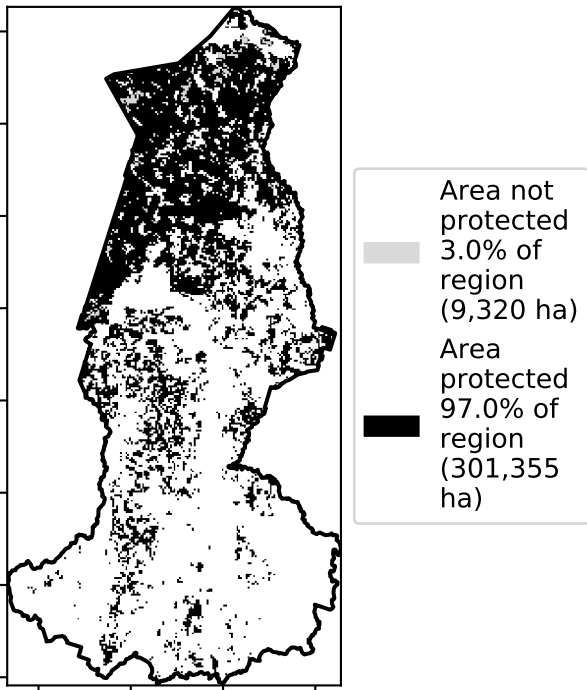 Area not
protected
3.0% of
region
(9,320 ha)
Area
protected
97.0% of
region
(301,355
ha)